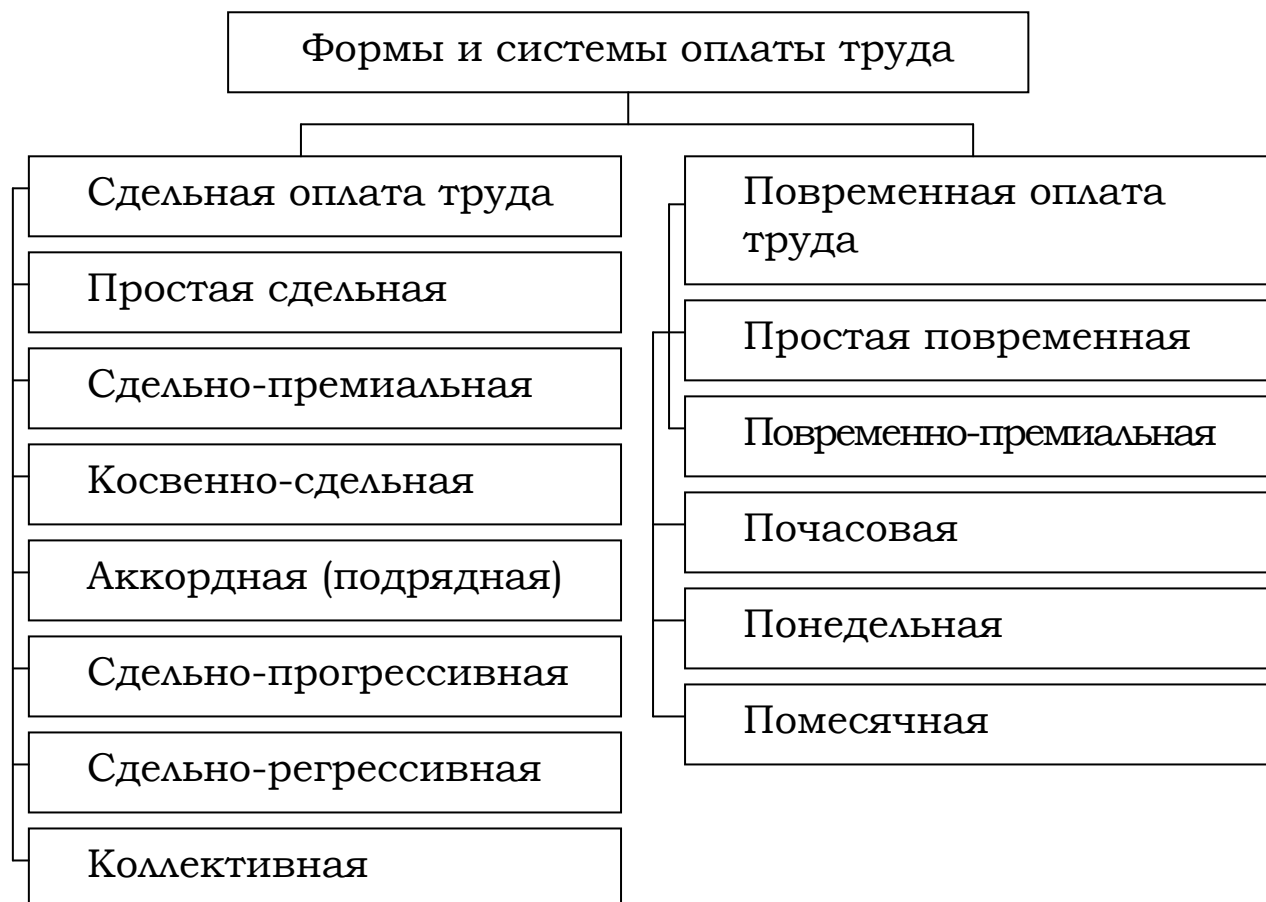 Формы и системы оплаты труда
Сдельная оплата труда
Простая сдельная
Сдельно-премиальная
Косвенно-сдельная
Аккордная (подрядная)
Сдельно-прогрессивная
Сдельно-регрессивная
Коллективная
Повременная оплата
труда
Простая повременная
Повременно-премиальная
Почасовая
Понедельная
Помесячная